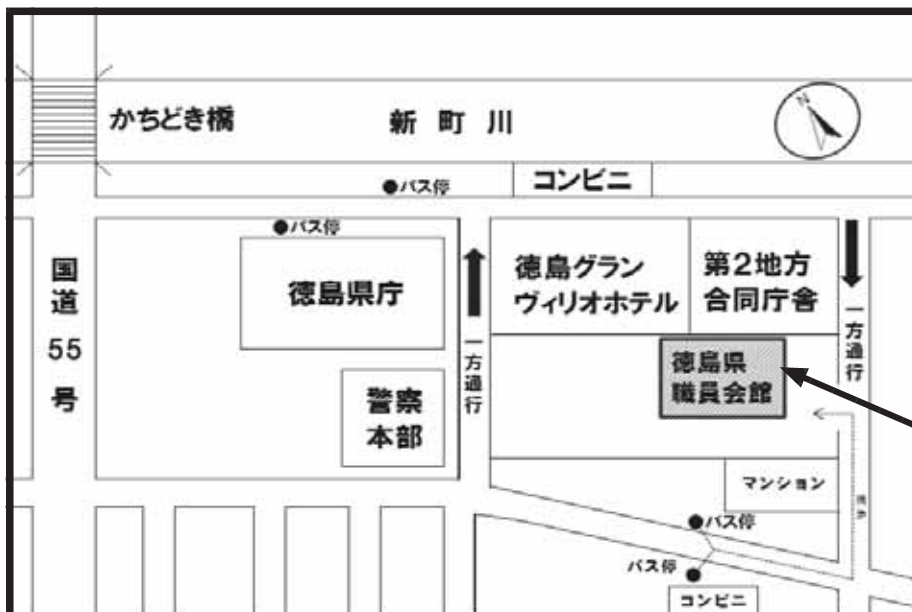 かちどき橋
新町川
N
コンビニ
●バス停
●バス停
国道55号
徳島県庁
警察
本部
一方通行
徳島グラン
ヴィリオホテル
第2地方
合同庁舎
一方通行
徳島県
職員会館
マンション
●バス停
バス停●
コンビニ